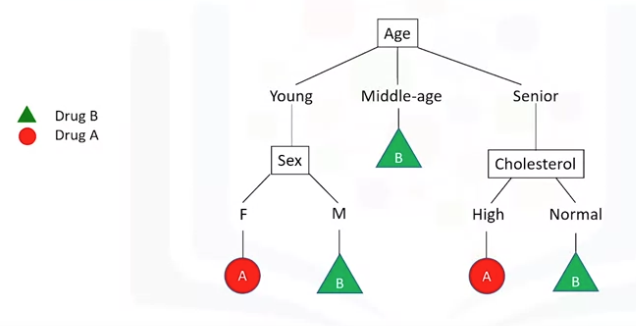 Age
Young
Middle-age
Senior
Drug B
Drug A
B
Sex
Cholesterol
F
M
High
Normal
A
B
A
B